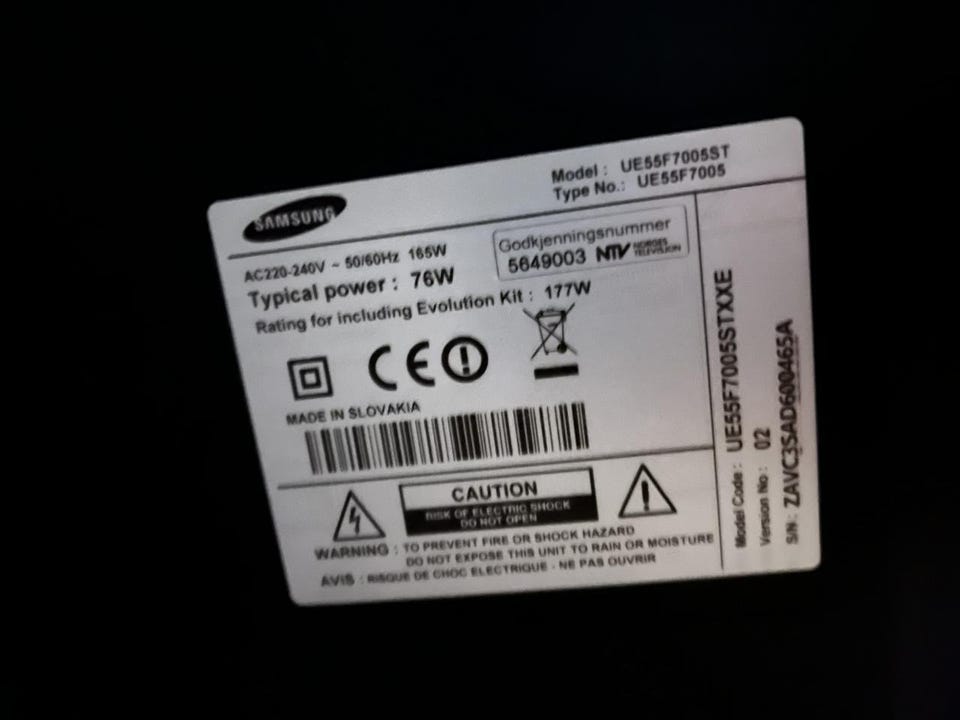 SAMSUNG
Model : UE55F7005ST
Type No.: UE55F7005
AC220-240V ~ 50/60Hz 165W
Typical power : 76W
Rating for including Evolution Kit : 177W
Godkjenningsnummer
5649003 NTV NORGES TELEVISION
CE
MADE IN SLOVAKIA
CAUTION
RISK OF ELECTRIC SHOCK
DO NOT OPEN
WARNING : TO PREVENT FIRE OR SHOCK HAZARD
DO NOT EXPOSE THIS UNIT TO RAIN OR MOISTURE
AVIS : RISQUE DE CHOC ELECTRIQUE - NE PAS OUVRIR
Model Code : UE55F7005STXXE
Version No : 02
S/N : ZAVC3SAD600465A